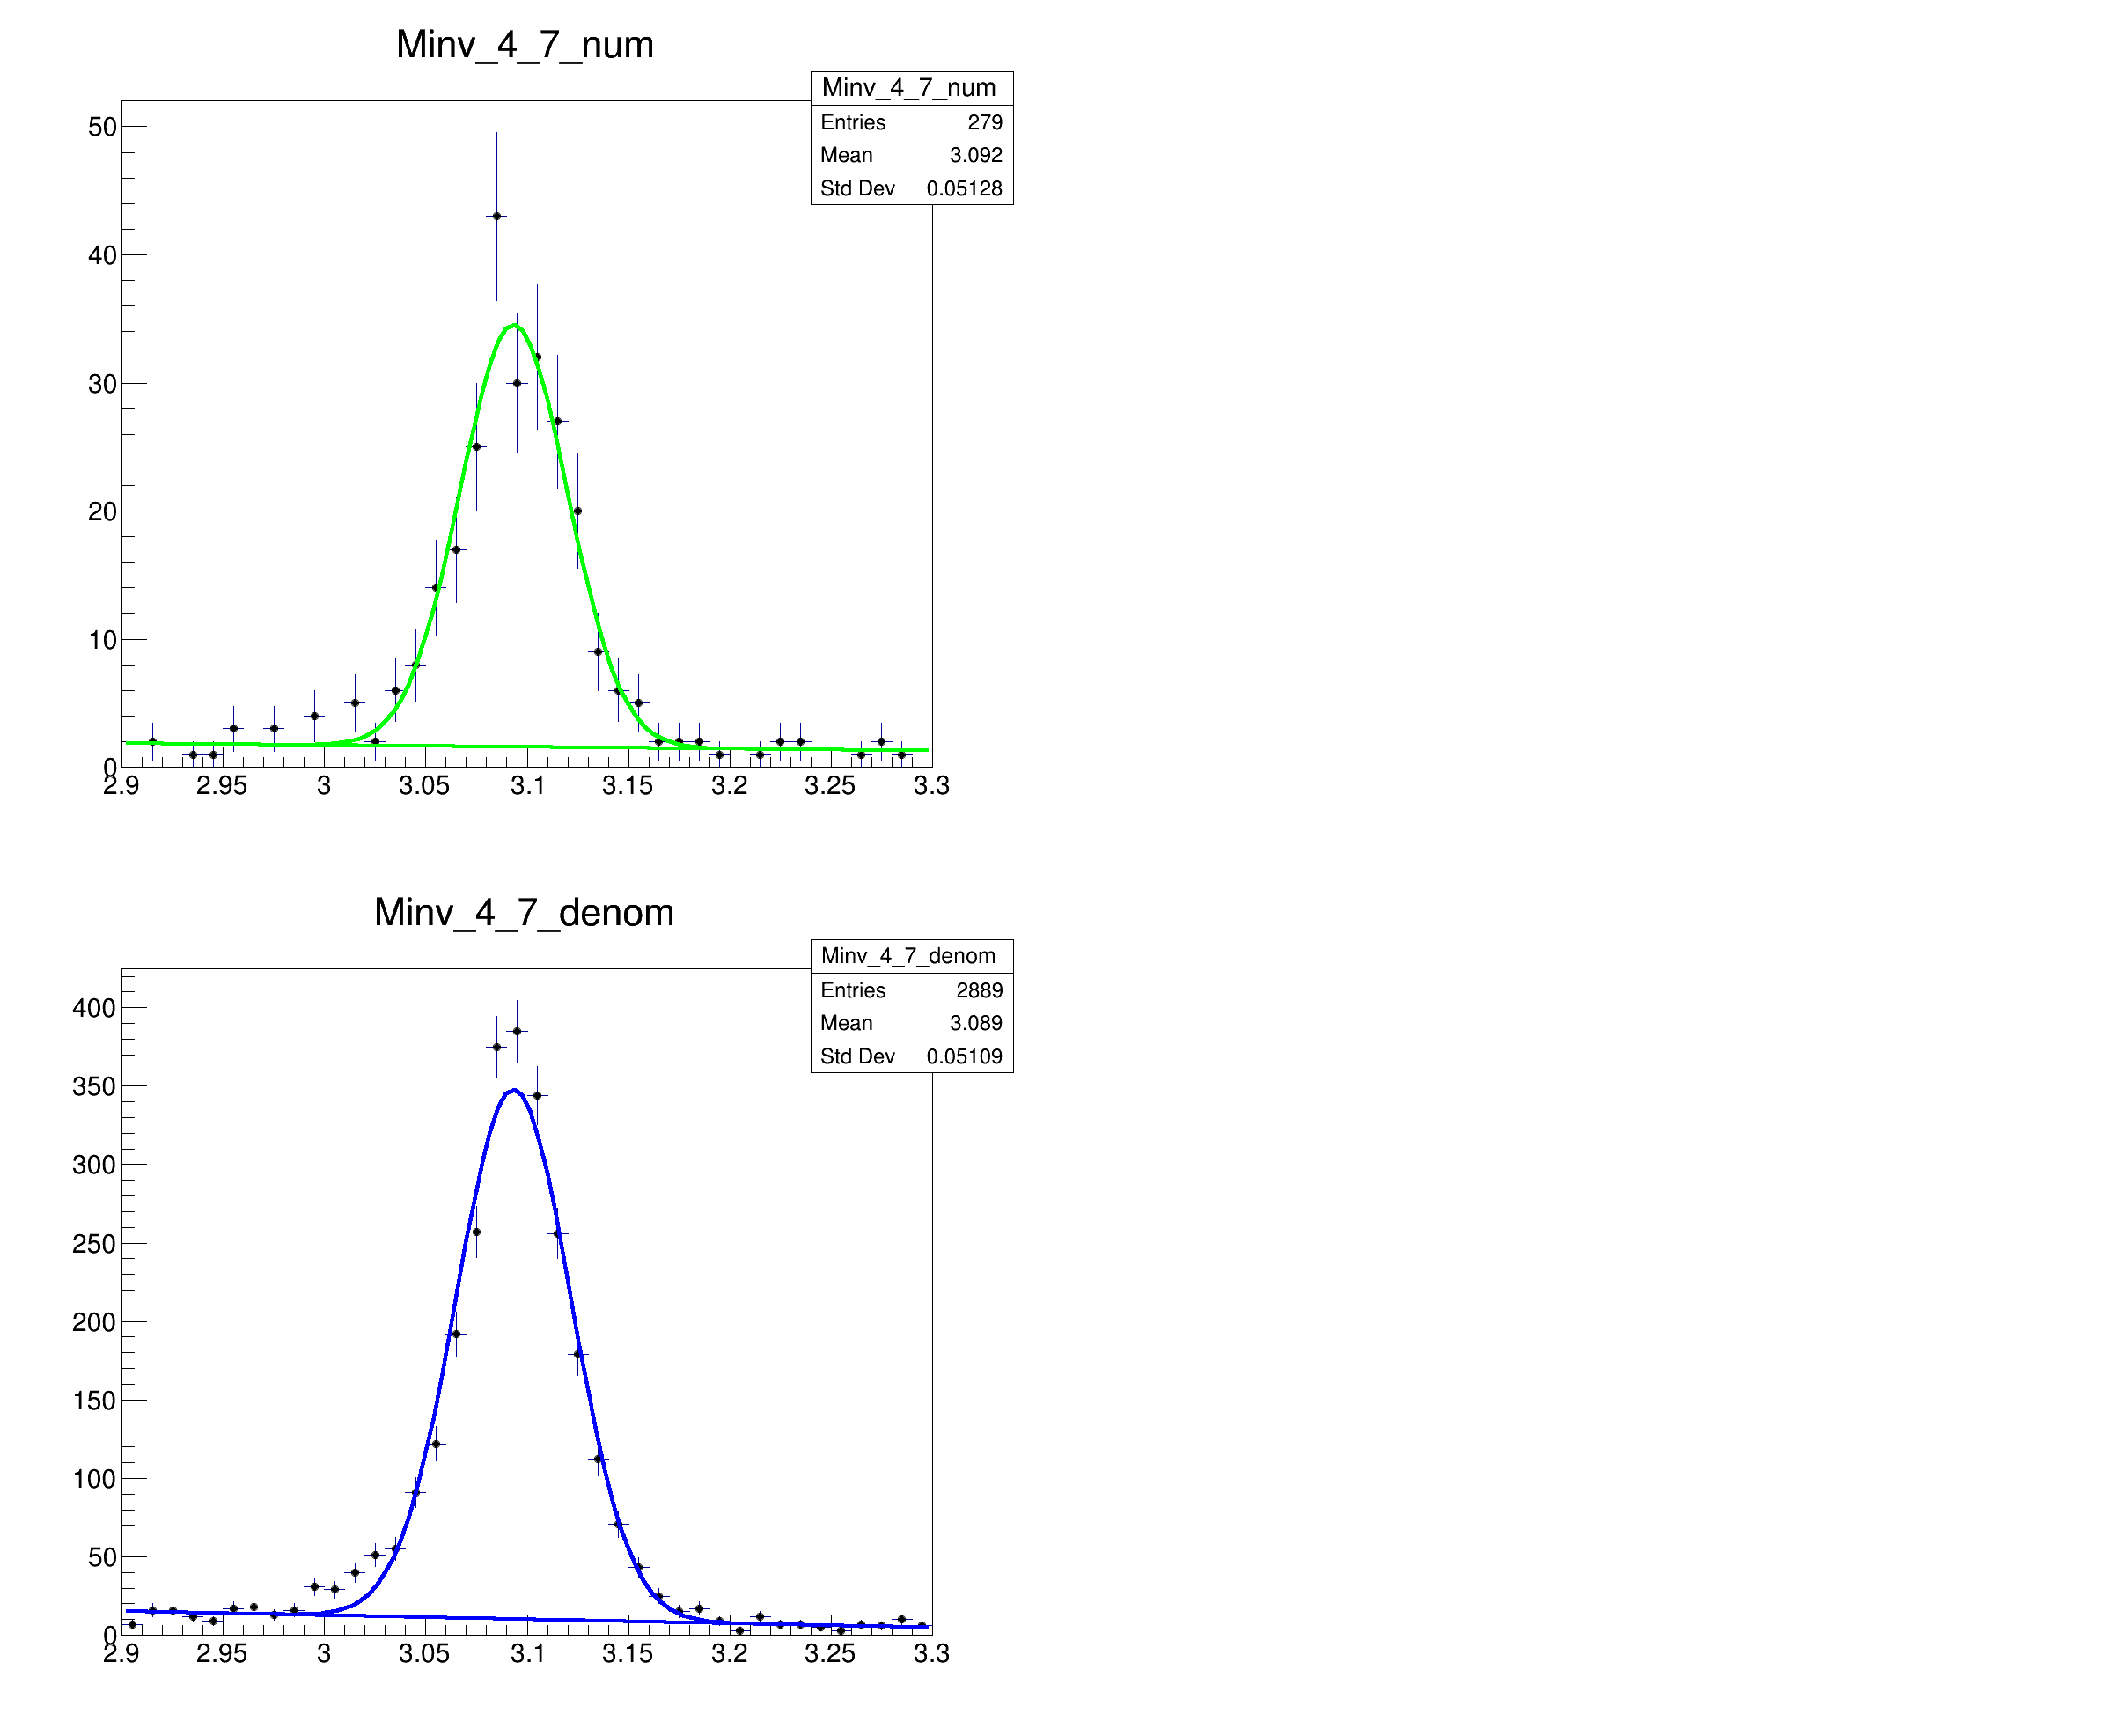 Minv_4_7_num
Minv_4_7_num
Entries 279
Mean 3.092
Std Dev 0.05128
50
40
30
20
10
0
2.9 2.95 3 3.05 3.1 3.15 3.2 3.25 3.3
Minv_4_7_denom
Minv_4_7_denom
Entries 2889
Mean 3.089
Std Dev 0.05109
400
350
300
250
200
150
100
50
0
2.9 2.95 3 3.05 3.1 3.15 3.2 3.25 3.3